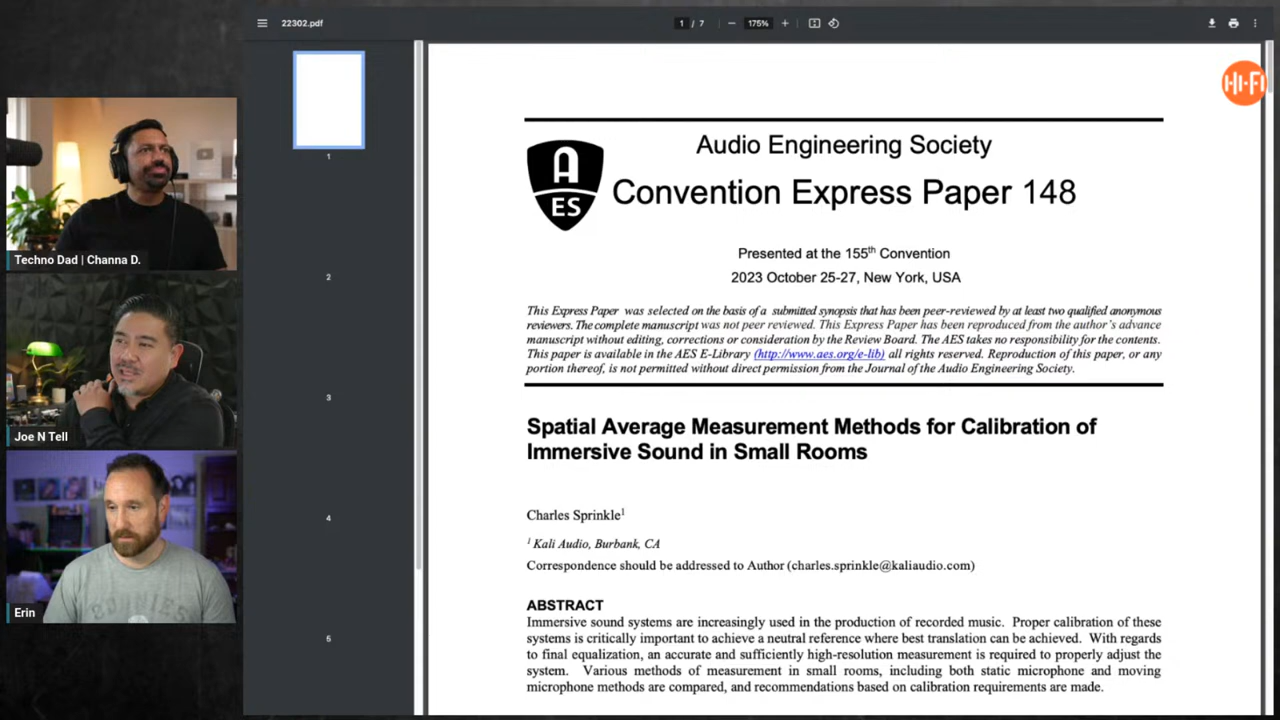 22302.pdf
1 / 7
175%
HI-FI
Techno Dad | Channa D.
Joe N Tell
Erin
1
2
3
4
5
A
ES
Audio Engineering Society
Convention Express Paper 148
Presented at the 155th Convention
2023 October 25-27, New York, USA
This Express Paper was selected on the basis of a submitted synopsis that has been peer-reviewed by at least two qualified anonymous
reviewers. The complete manuscript was not peer reviewed. This Express Paper has been reproduced from the author's advance
manuscript without editing, corrections or consideration by the Review Board. The AES takes no responsibility for the contents.
This paper is available in the AES E-Library (http://www.aes.org/e-lib) all rights reserved. Reproduction of this paper, or any
portion thereof, is not permitted without direct permission from the Journal of the Audio Engineering Society.
Spatial Average Measurement Methods for Calibration of
Immersive Sound in Small Rooms
Charles Sprinkle1
1 Kali Audio, Burbank, CA
Correspondence should be addressed to Author (charles.sprinkle@kaliaudio.com)
ABSTRACT
Immersive sound systems are increasingly used in the production of recorded music. Proper calibration of these
systems is critically important to achieve a neutral reference where best translation can be achieved. With regards
to final equalization, an accurate and sufficiently high-resolution measurement is required to properly adjust the
system. Various methods of measurement in small rooms, including both static microphone and moving
microphone methods are compared, and recommendations based on calibration requirements are made.